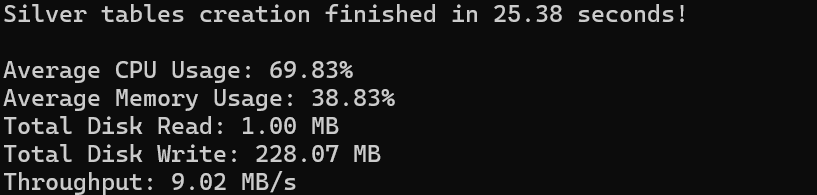 Silver tables creation finished in 25.38 seconds!
Average CPU Usage: 69.83%
Average Memory Usage: 38.83%
Total Disk Read: 1.00 MB
Total Disk Write: 228.07 MB
Throughput: 9.02 MB/s